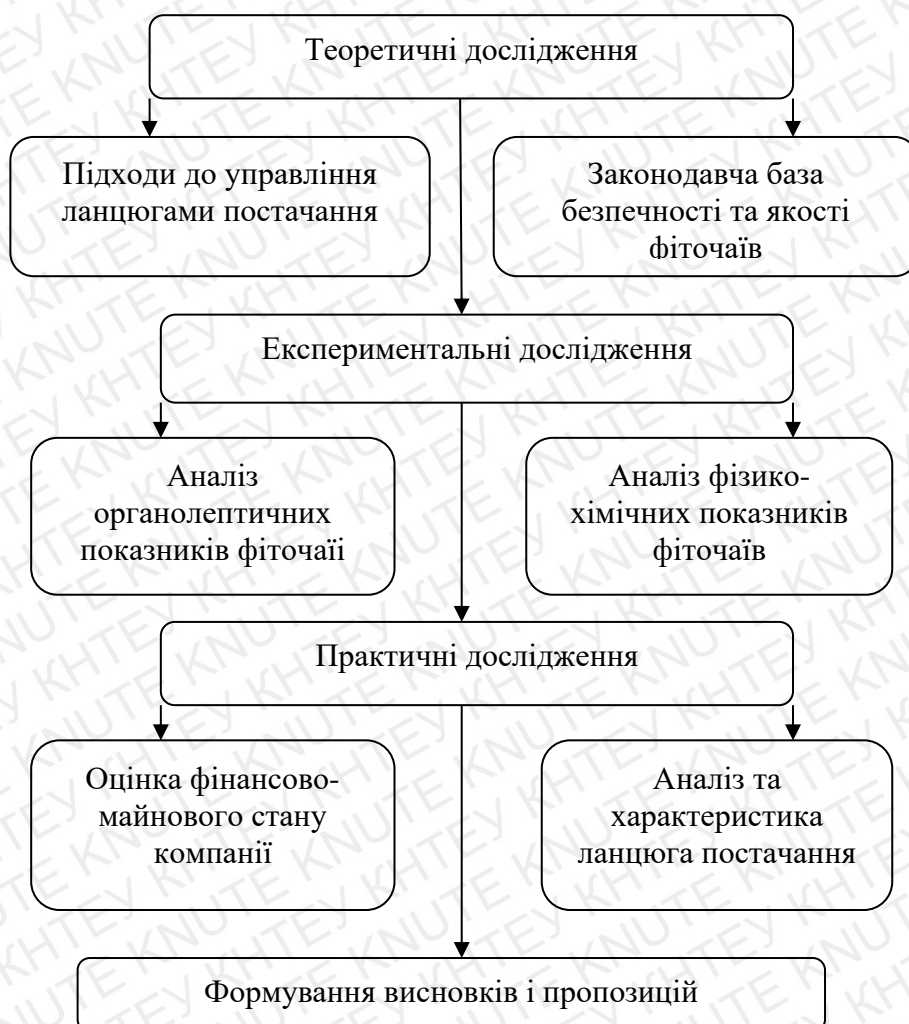 Теоретичні дослідження
Підходи до управління
ланцюгами постачання
Законодавча база
безпечності та якості
фіточаїв
Експериментальні дослідження
Аналіз
органолептичних
показників фіточаїі
Аналіз фізико-
хімічних показників
фіточаїв
Практичні дослідження
Оцінка фінансово-
майнового стану
компанії
Аналіз та
характеристика
ланцюга постачання
Формування висновків і пропозицій